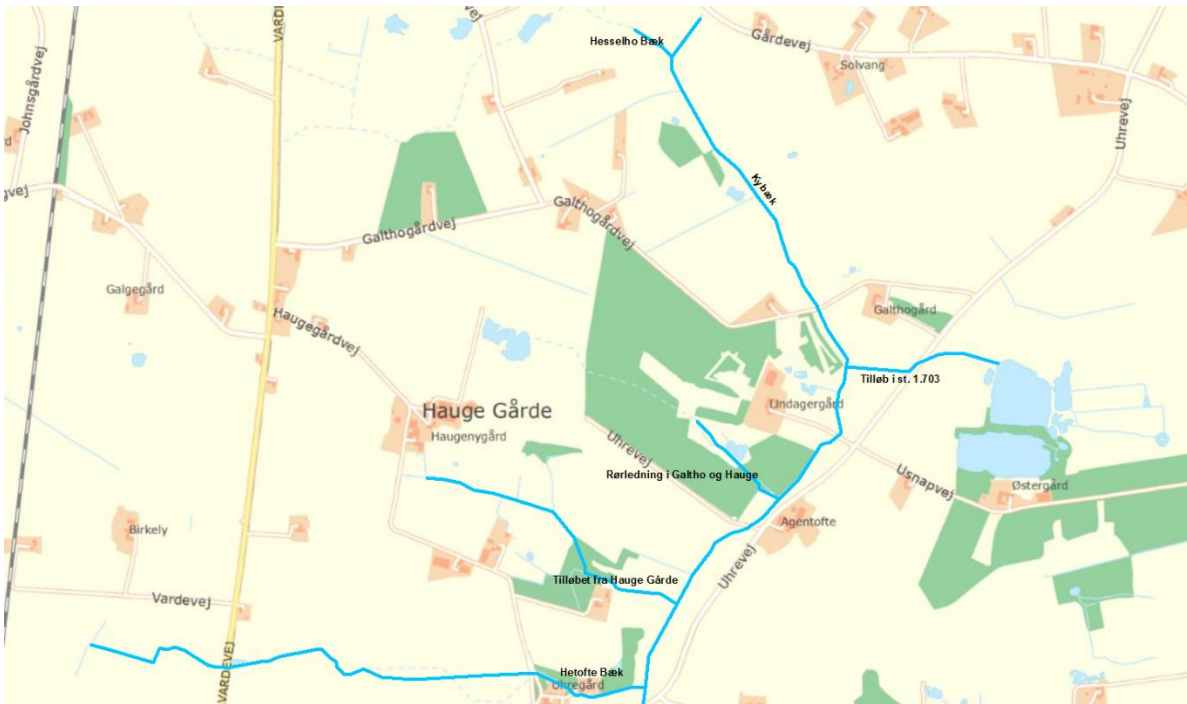 Hesselho Bæk
Gårdevej
Solvang
Johnsgårdvej
Uhrevej
Kybæk
Galthogårdvej
Galthogårdvej
Galgegård
Haugegårdvej
Galthogård
Tilløb i st. 1.703
Lindagergård
Hauge Gårde
Haugenygård
Uhrevej
Rørledning i Galtho og Hauge
Usnapvej
Østergård
Agentofte
Birkely
Uhrevej
Tilløbet fra Hauge Gårde
Vardevej
VARDEVEJ
Hetofte Bæk
Uhregård